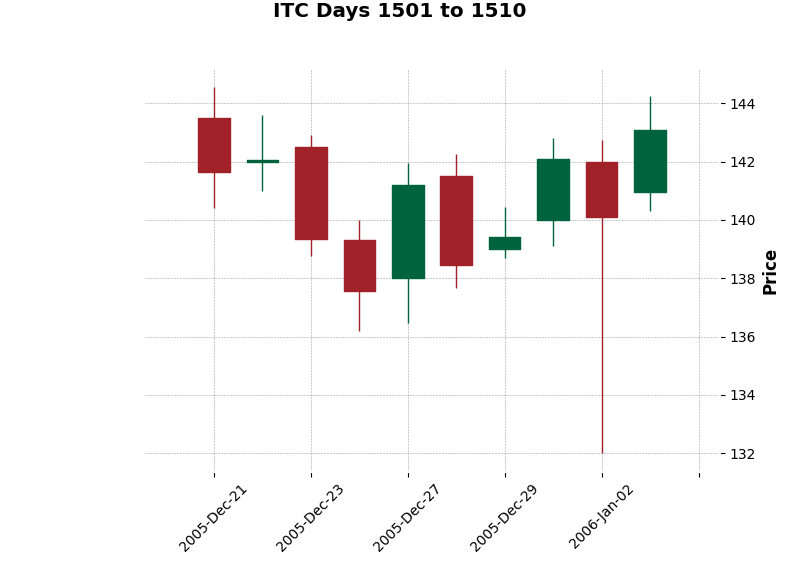 ITC Days 1501 to 1510
144
142
140
138
136
134
132
Price
2005-Dec-21
2005-Dec-23
2005-Dec-27
2005-Dec-29
2006-Jan-02